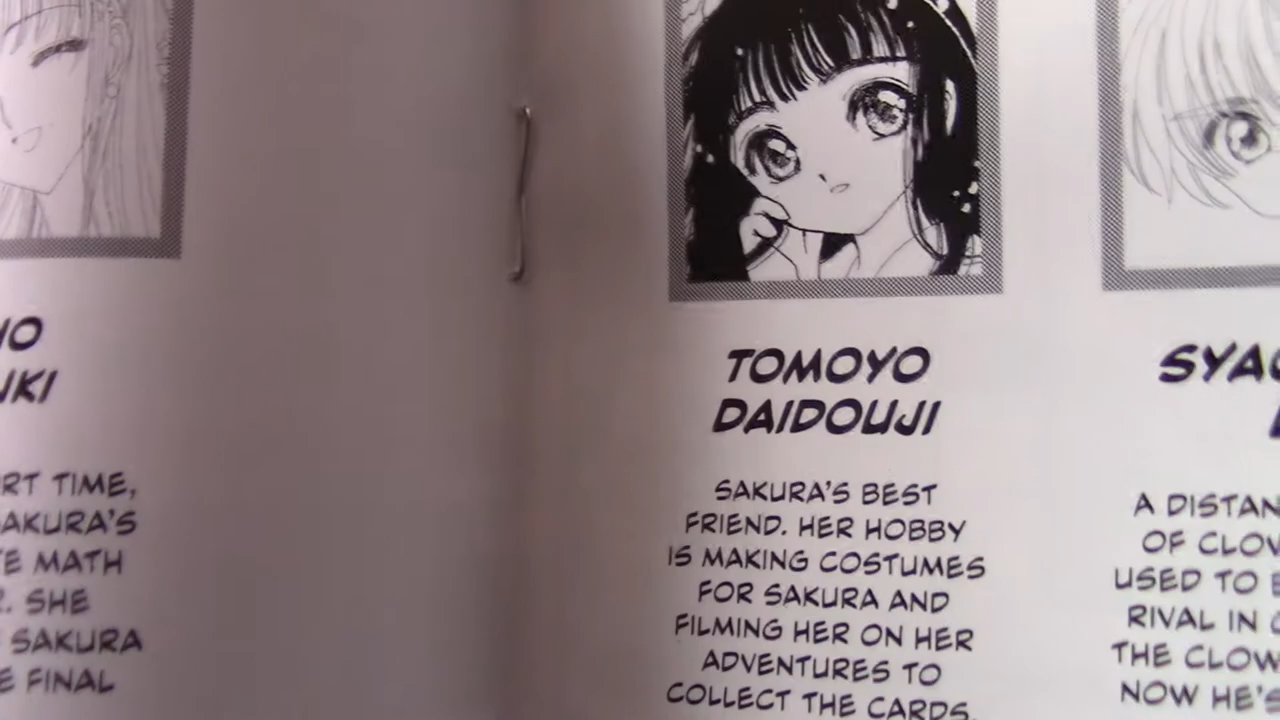 RT TIME,
AKURA'S
MATH
SHE
SAKURA
FINAL
TOMOYO
DAIDOUJI
SAKURA'S BEST
FRIEND. HER HOBBY
IS MAKING COSTUMES
FOR SAKURA AND
FILMING HER ON HER
ADVENTURES TO
COLLECT THE CARDS.
A DISTAN
OF CLOW
USED TO
RIVAL IN
THE CLOW
NOW HE'S